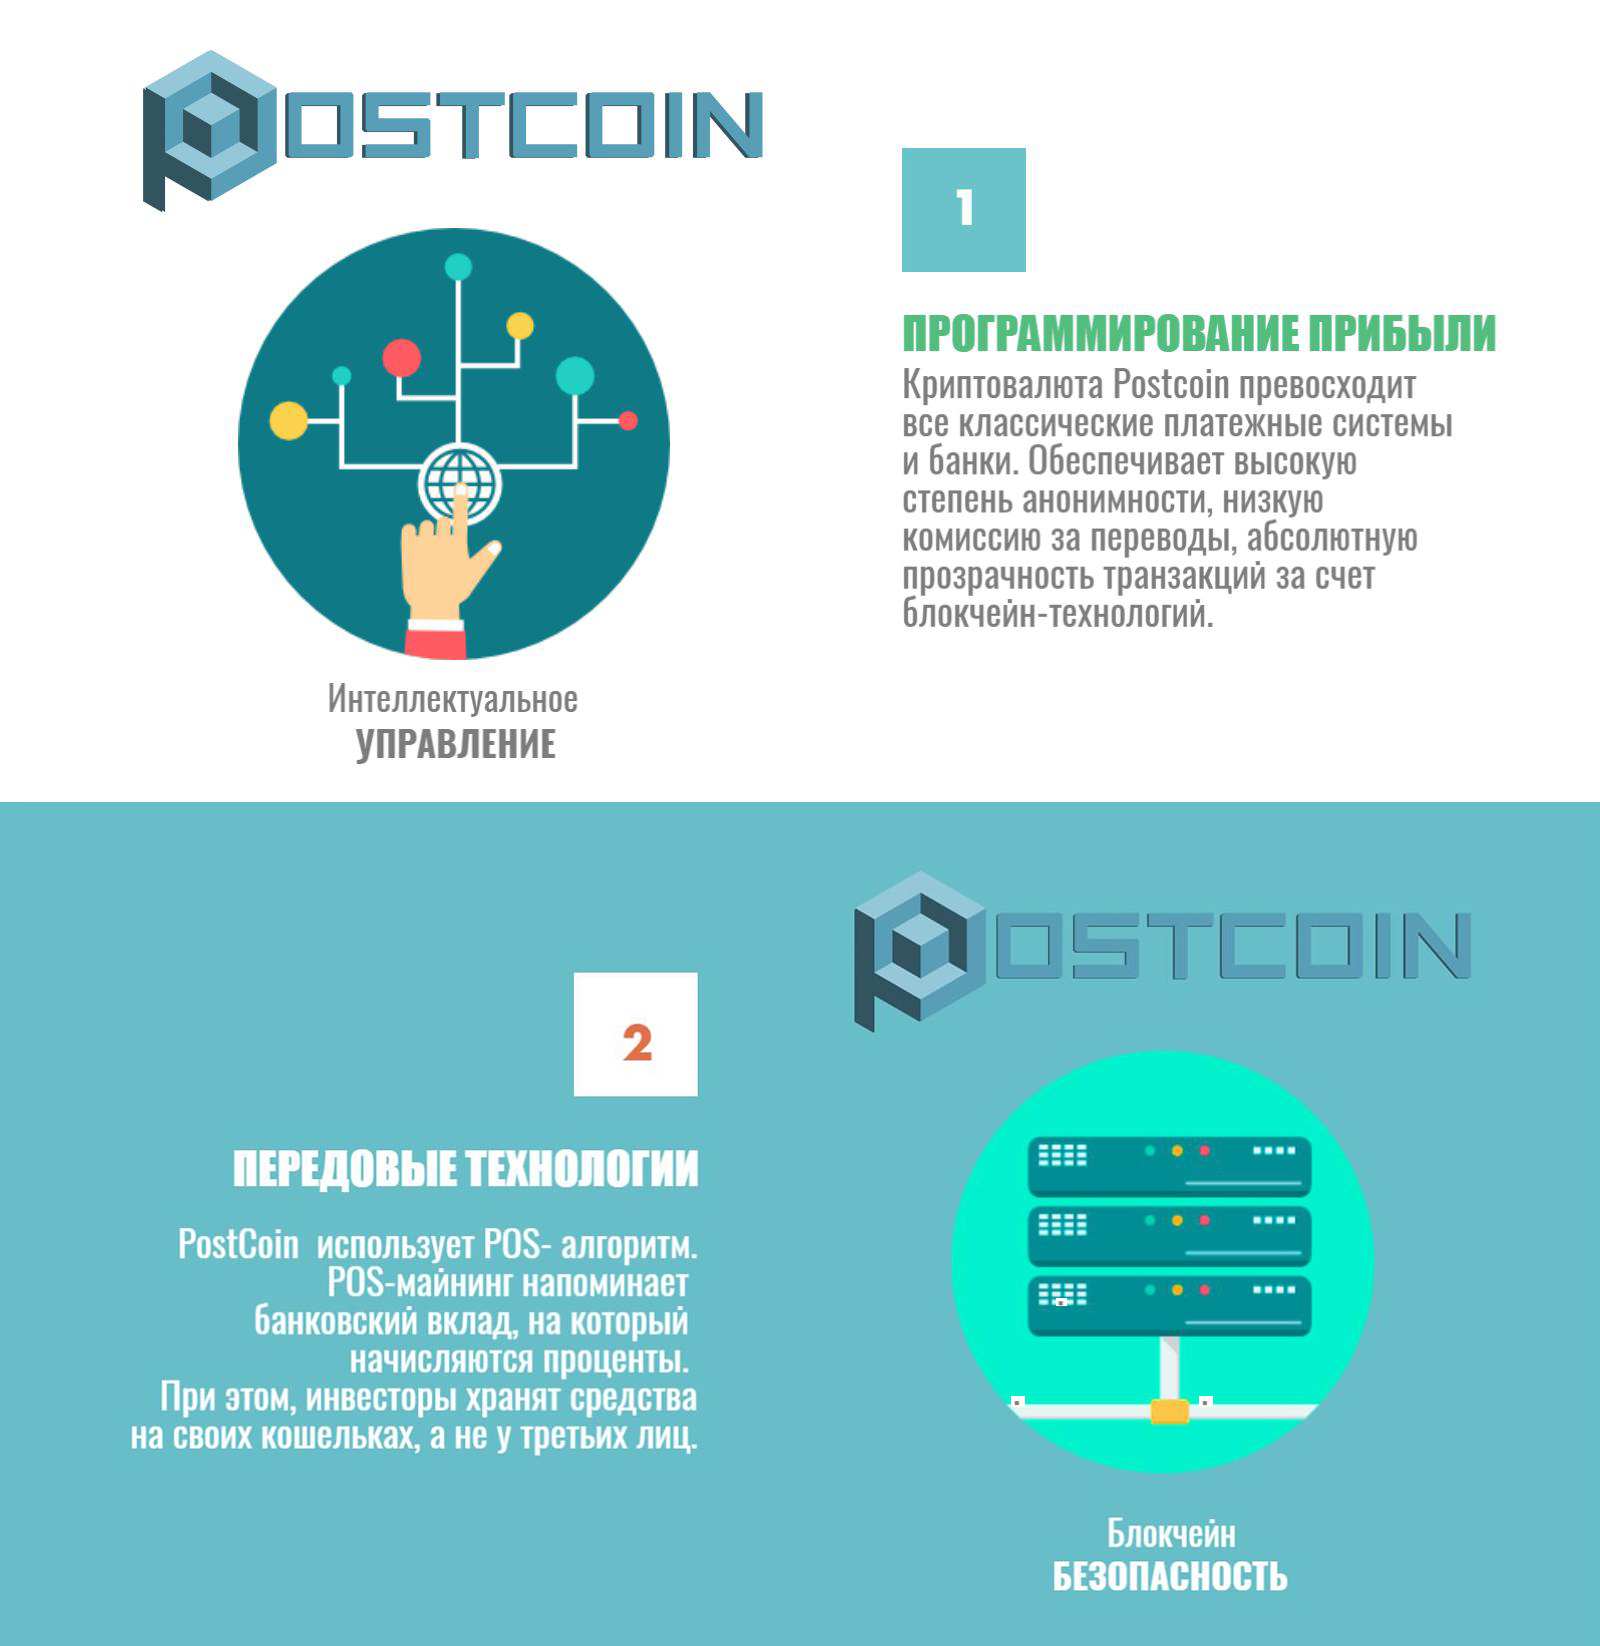 POSTCOIN
Интеллектуальное
УПРАВЛЕНИЕ
1
ПРОГРАММИРОВАНИЕ ПРИБЫЛИ
Криптовалюта Postcoin превосходит
все классические платежные системы
и банки. Обеспечивает высокую
степень анонимности, низкую
комиссию за переводы, абсолютную
прозрачность транзакций за счет
блокчейн-технологий.
2
ПЕРЕДОВЫЕ ТЕХНОЛОГИИ
PostCoin использует POS- алгоритм.
POS-майнинг напоминает
банковский вклад, на который
начисляются проценты.
При этом, инвесторы хранят средства
на своих кошельках, а не у третьих лиц.
POSTCOIN
Блокчейн
БЕЗОПАСНОСТЬ